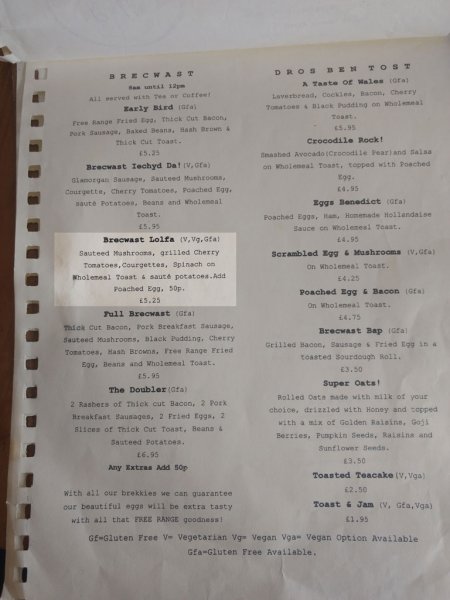 BRECWAST
8am until 12pm
All served with Tea or Coffee!
Early Bird (Gfa)
Free Range Fried Egg, Thick Cut Bacon,
Pork Sausage, Baked Beans, Hash Brown &
Thick Cut Toast.
£5.25
Brecwast Iechyd Da! (V,Gfa)
Glamorgan Sausage, Sauteed Mushrooms,
Courgette, Cherry Tomatoes, Poached Egg,
sauté Potatoes, Beans and Wholemeal
Toast.
£5.95
Brecwast Lolfa (V,Vg,Gfa)
Sauteed Mushrooms, grilled Cherry
Tomatoes,Courgettes, Spinach on
Wholemeal Toast & sauté potatoes.Add
Poached Egg, 50p.
£5.25
Full Brecwast (Gfa)
Thick Cut Bacon, Pork Breakfast Sausage,
Sauteed Mushrooms, Black Pudding, Cherry
Tomatoes, Hash Browns, Free Range Fried
Egg, Beans and Wholemeal Toast.
£5.95
The Doubler(Gfa)
2 Rashers of Thick cut Bacon, 2 Pork
Breakfast Sausages, 2 Fried Eggs, 2
Slices of Thick Cut Toast, Beans &
Sauteed Potatoes.
£6.95
Any Extras Add 50p
With all our brekkies we can guarantee
our beautiful eggs will be extra tasty
with all that FREE RANGE goodness!
DROS BEN TOST
A Taste Of Wales (Gfa)
Laverbread, Cockles, Bacon, Cherry
Tomatoes & Black Pudding on Wholemeal
Toast.
£5.95
Crocodile Rock!
Smashed Avocado(Crocodile Pear)and Salsa
on Wholemeal Toast, topped with Poached
Egg.
£4.95
Eggs Benedict (Gfa)
Poached Eggs, Ham, Homemade Hollandaise
Sauce on Wholemeal Toast.
£4.95
Scrambled Egg & Mushrooms (V,Gfa)
On Wholemeal Toast.
£4.25
Poached Egg & Bacon (Gfa)
On Wholemeal Toast.
£4.75
Brecwast Bap (Gfa)
Grilled Bacon, Sausage & Fried Egg in a
toasted Sourdough Roll.
£3.50
Super Oats!
Rolled Oats made with milk of your
choice, drizzled with Honey and topped
with a mix of Golden Raisins, Goji
Berries, Pumpkin Seeds, Raisins and
Sunflower Seeds.
£3.50
Toasted Teacake (V,Vga)
£2.50
Toast & Jam (V, Gfa,Vga)
£1.95
Gf=Gluten Free V= Vegetarian Vg= Vegan Vga= Vegan Option Available
Gfa=Gluten Free Available.